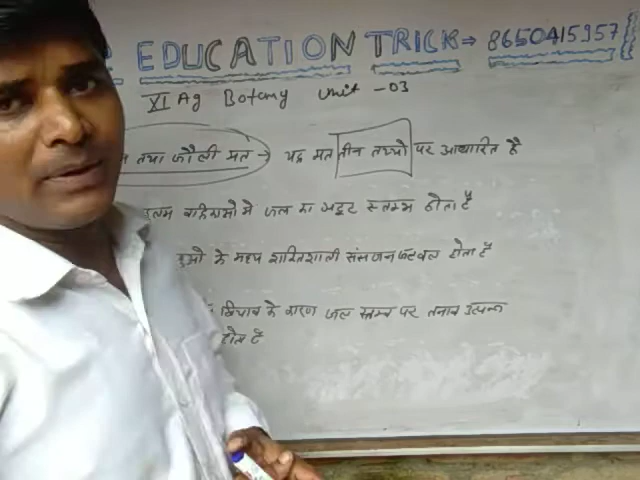 EDUCATION TRICK→ 8650415957
XI Ag Botany Unit -03
तथा जौली मत → यह मत तीन तथ्यो पर आधारित है
वाहिकाओ मे जल का अटूट स्तम्भ होता है
के मध्य शक्तिशाली संसजन बल होता है
खिचाव के कारण जल स्तम्भ पर तनाव उत्पन्न
होता है